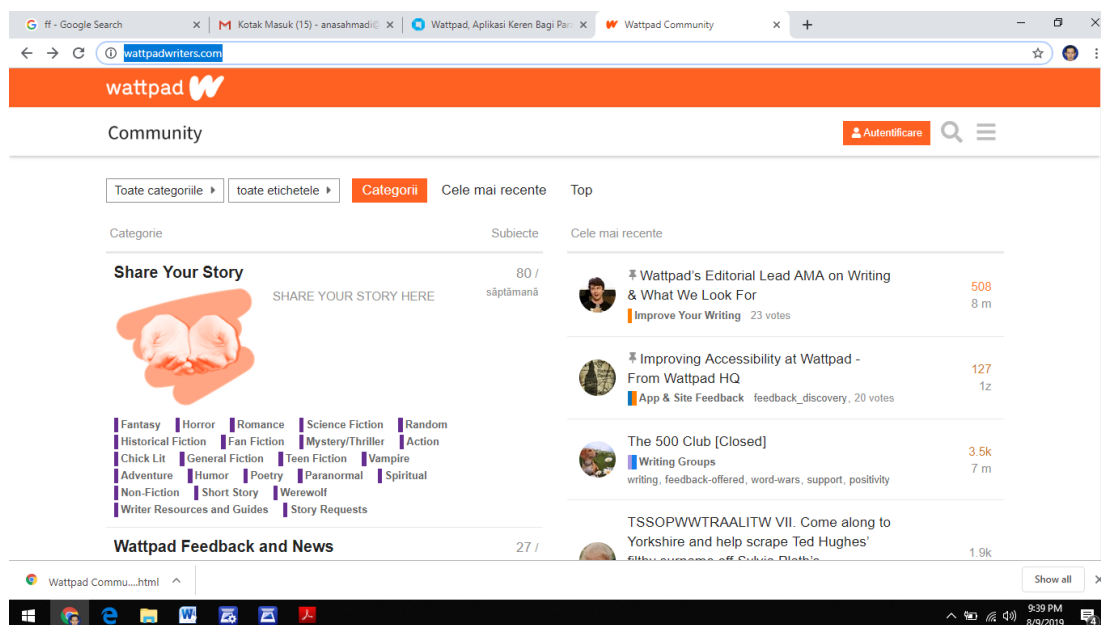 ff - Google Search
Kotak Masuk (15) - anasahmadi@
Wattpad, Aplikasi Keren Bagi Par
Wattpad Community
wattpadwriters.com
wattpad
Community
Autentificare
Toate categoriile
toate etichetele
Categorii
Cele mai recente
Top
Categorie
Subiecte
Cele mai recente
Share Your Story
80 /
săptămană
SHARE YOUR STORY HERE
Fantasy Horror Romance Science Fiction Random
Historical Fiction Fan Fiction Mystery/Thriller Action
Chick Lit General Fiction Teen Fiction Vampire
Adventure Humor Poetry Paranormal Spiritual
Non-Fiction Short Story Werewolf
Writer Resources and Guides Story Requests
Wattpad Feedback and News
27 /
Wattpad's Editorial Lead AMA on Writing
& What We Look For
Improve Your Writing 23 votes
508
8 m
Improving Accessibility at Wattpad -
From Wattpad HQ
App & Site Feedback feedback_discovery, 20 votes
127
1z
The 500 Club [Closed]
Writing Groups
writing, feedback-offered, word-wars, support, positivity
3.5k
7 m
TSSOPWWTRAALITW VII. Come along to
Yorkshire and help scrape Ted Hughes'
filthy surname off Sylvia Plath's
1.9k
Wattpad Commu....html
Show all
9:39 PM
8/9/2019
4